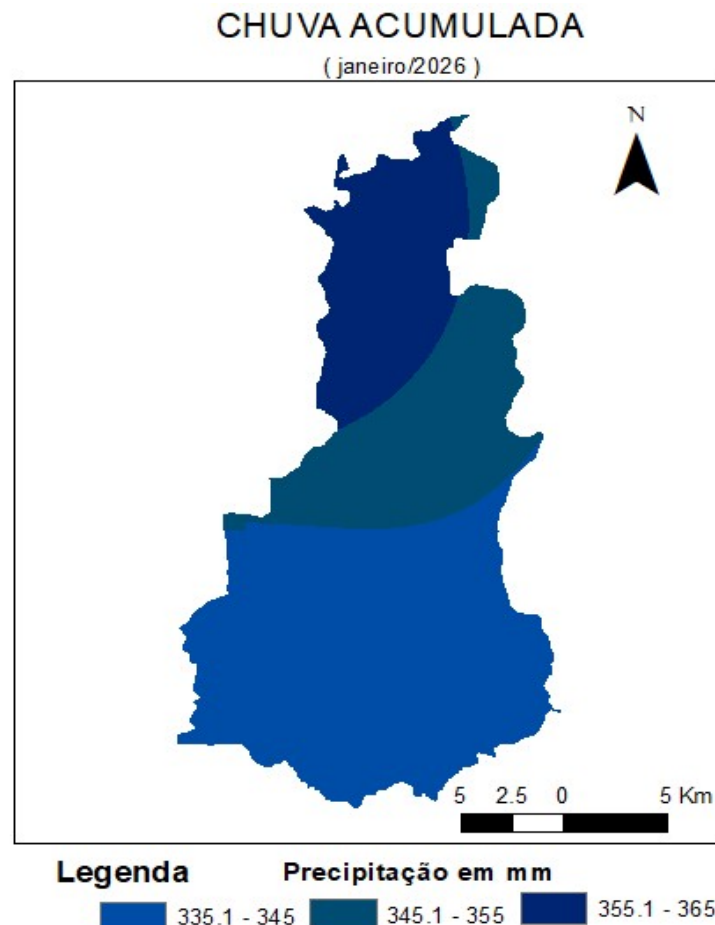 CHUVA ACUMULADA
( janeiro/2026 )
N
5 2.5 0 5 Km
Legenda Precipitação em mm
335.1 - 345 345.1 - 355 355.1 - 365